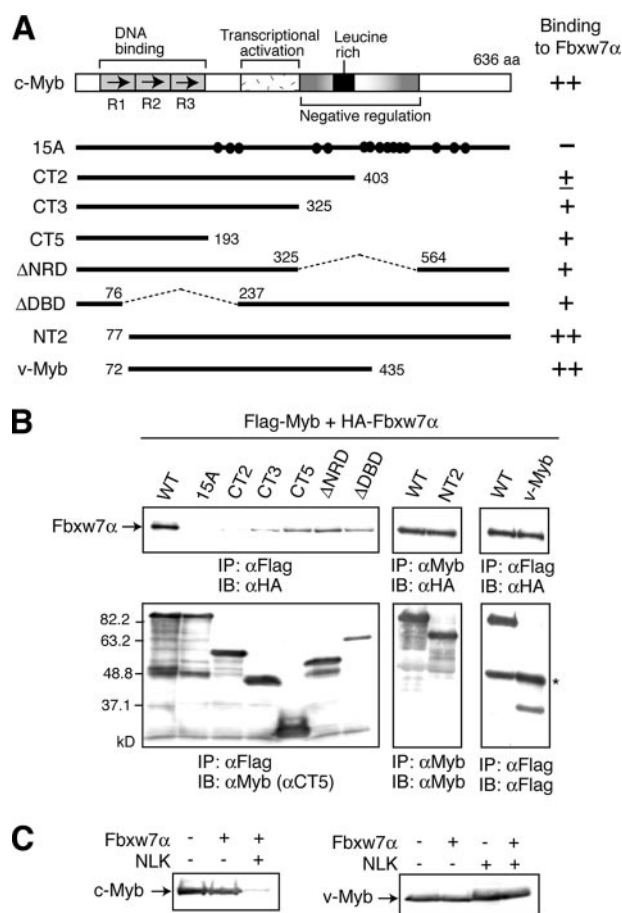 A
DNA binding
Transcriptional activation
Leucine rich
636 aa
Binding to Fbxw7α
c-Myb
++
R1 R2 R3
Negative regulation
15A −
CT2 403 ±
CT3 325 +
CT5 193 +
ΔNRD 325 564 +
ΔDBD 76 237 +
NT2 77 ++
v-Myb 72 435 ++
B
Flag-Myb + HA-Fbxw7α
WT 15A CT2 CT3 CT5 ΔNRD ΔDBD WT NT2 WT v-Myb
Fbxw7α
IP: αFlag IP: αMyb IP: αFlag
IB: αHA IB: αHA IB: αHA
82.2
63.2
48.8 *
37.1
kD
IP: αFlag IP: αMyb IP: αFlag
IB: αMyb (αCT5) IB: αMyb IB: αFlag
C
Fbxw7α - + + Fbxw7α - + - +
NLK - - + NLK - - + +
c-Myb v-Myb